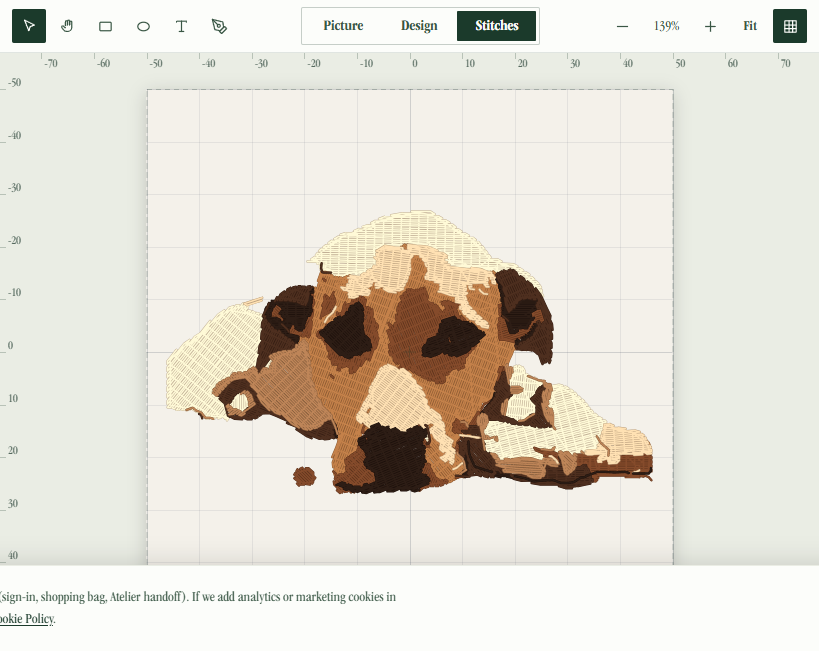 Picture Design Stitches 139% Fit
-70 -60 -50 -40 -30 -20 -10 0 10 20 30 40 50 60 70
-50
-40
-30
-20
-10
0
10
20
30
40
(sign-in, shopping bag, Atelier handoff). If we add analytics or marketing cookies in
ookie Policy.